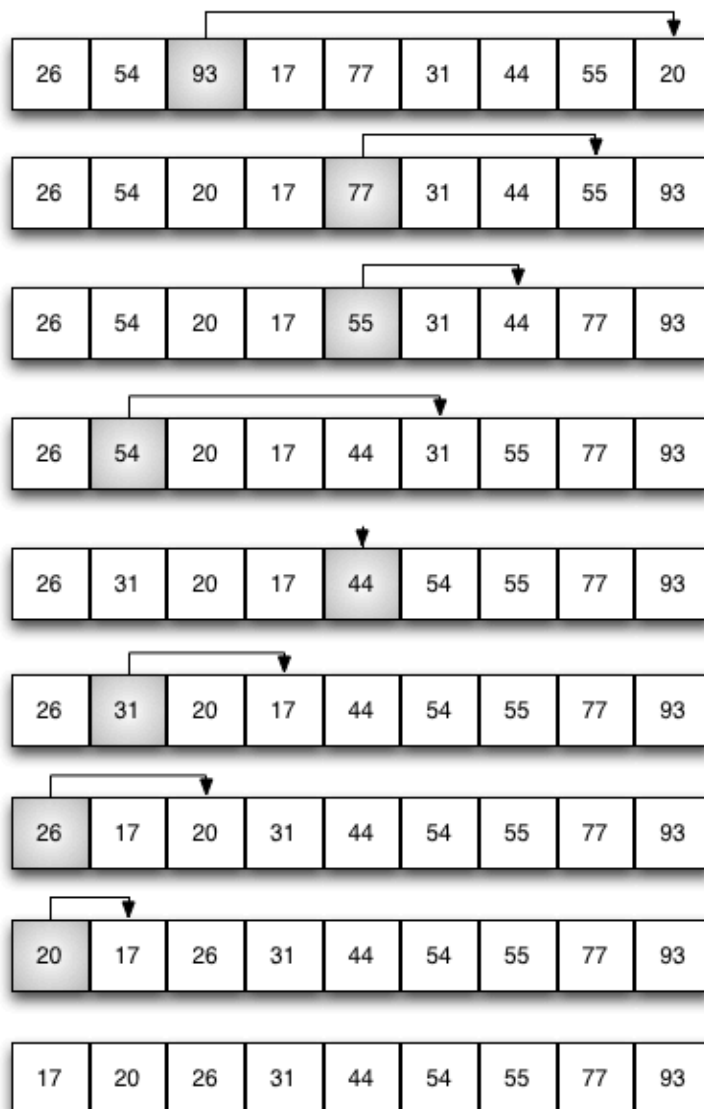 26 54 93 17 77 31 44 55 20
26 54 20 17 77 31 44 55 93
26 54 20 17 55 31 44 77 93
26 54 20 17 44 31 55 77 93
26 31 20 17 44 54 55 77 93
26 31 20 17 44 54 55 77 93
26 17 20 31 44 54 55 77 93
20 17 26 31 44 54 55 77 93
17 20 26 31 44 54 55 77 93